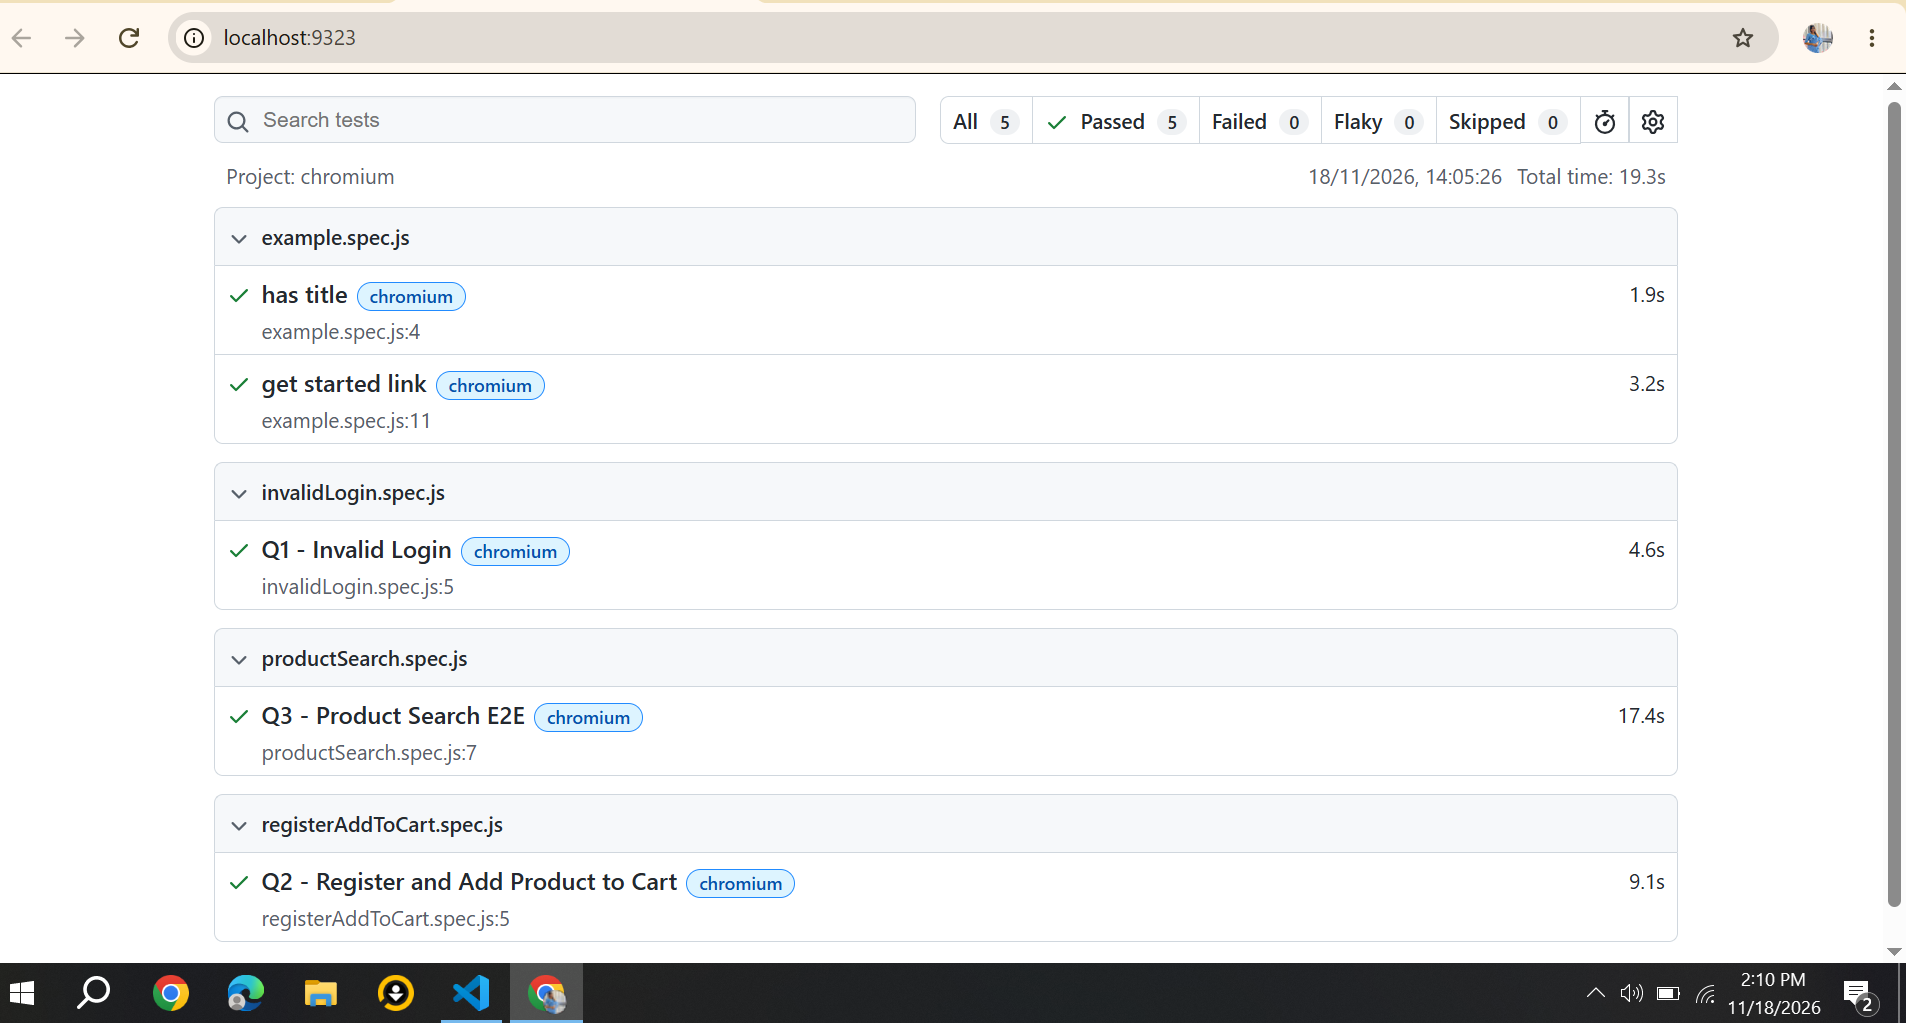 localhost:9323
Search tests
All 5 Passed 5 Failed 0 Flaky 0 Skipped 0
Project: chromium 18/11/2026, 14:05:26 Total time: 19.3s
example.spec.js
has title chromium 1.9s
example.spec.js:4
get started link chromium 3.2s
example.spec.js:11
invalidLogin.spec.js
Q1 - Invalid Login chromium 4.6s
invalidLogin.spec.js:5
productSearch.spec.js
Q3 - Product Search E2E chromium 17.4s
productSearch.spec.js:7
registerAddToCart.spec.js
Q2 - Register and Add Product to Cart chromium 9.1s
registerAddToCart.spec.js:5
2:10 PM
11/18/2026
2